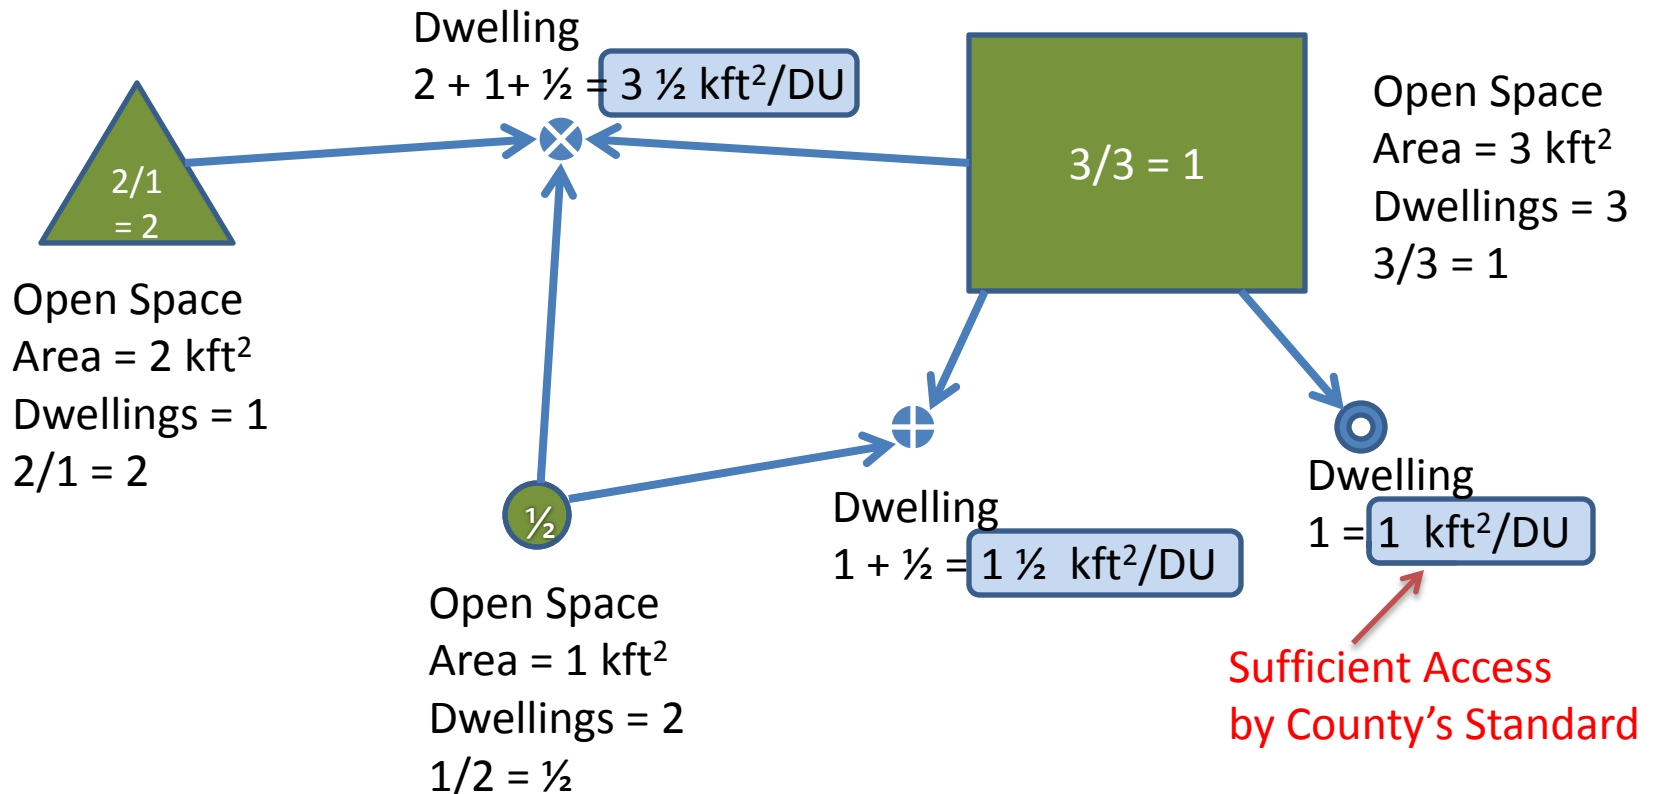 Dwelling
2 + 1+ ½ = 3 ½ kft²/DU
2/1
= 2
3/3 = 1
Open Space
Area = 3 kft²
Dwellings = 3
3/3 = 1
Open Space
Area = 2 kft²
Dwellings = 1
2/1 = 2
½
Open Space
Area = 1 kft²
Dwellings = 2
1/2 = ½
Dwelling
1 + ½ = 1 ½ kft²/DU
Dwelling
1 = 1 kft²/DU
Sufficient Access
by County’s Standard